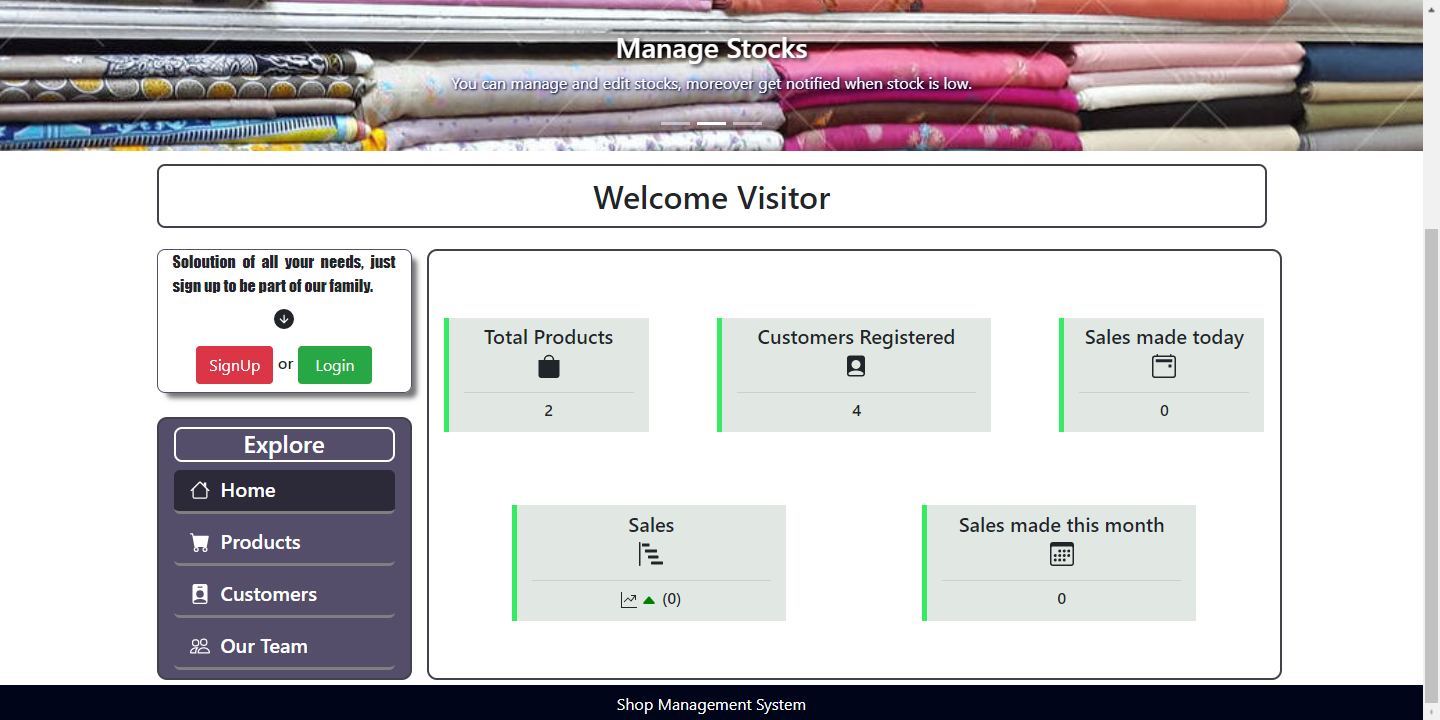 Manage Stocks
You can manage and edit stocks, moreover get notified when stock is low.
Welcome Visitor
Soloution of all your needs, just
sign up to be part of our family.
SignUp or Login
Explore
Home
Products
Customers
Our Team
Total Products
2
Customers Registered
4
Sales made today
0
Sales
(0)
Sales made this month
0
Shop Management System